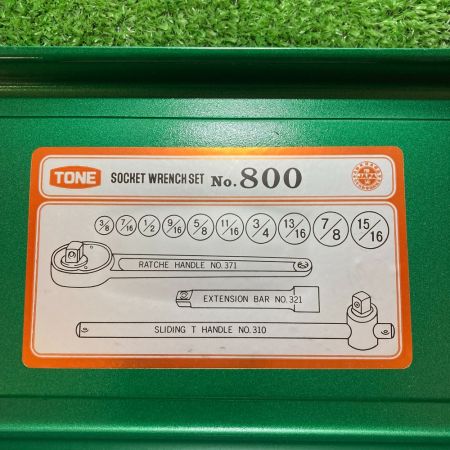 TONE SOCKET WRENCH SET No. 800
3/8 7/16 1/2 9/16 5/8 11/16 3/4 13/16 7/8 15/16
RATCHE HANDLE NO.371
EXTENSION BAR NO.321
SLIDING T HANDLE NO.310